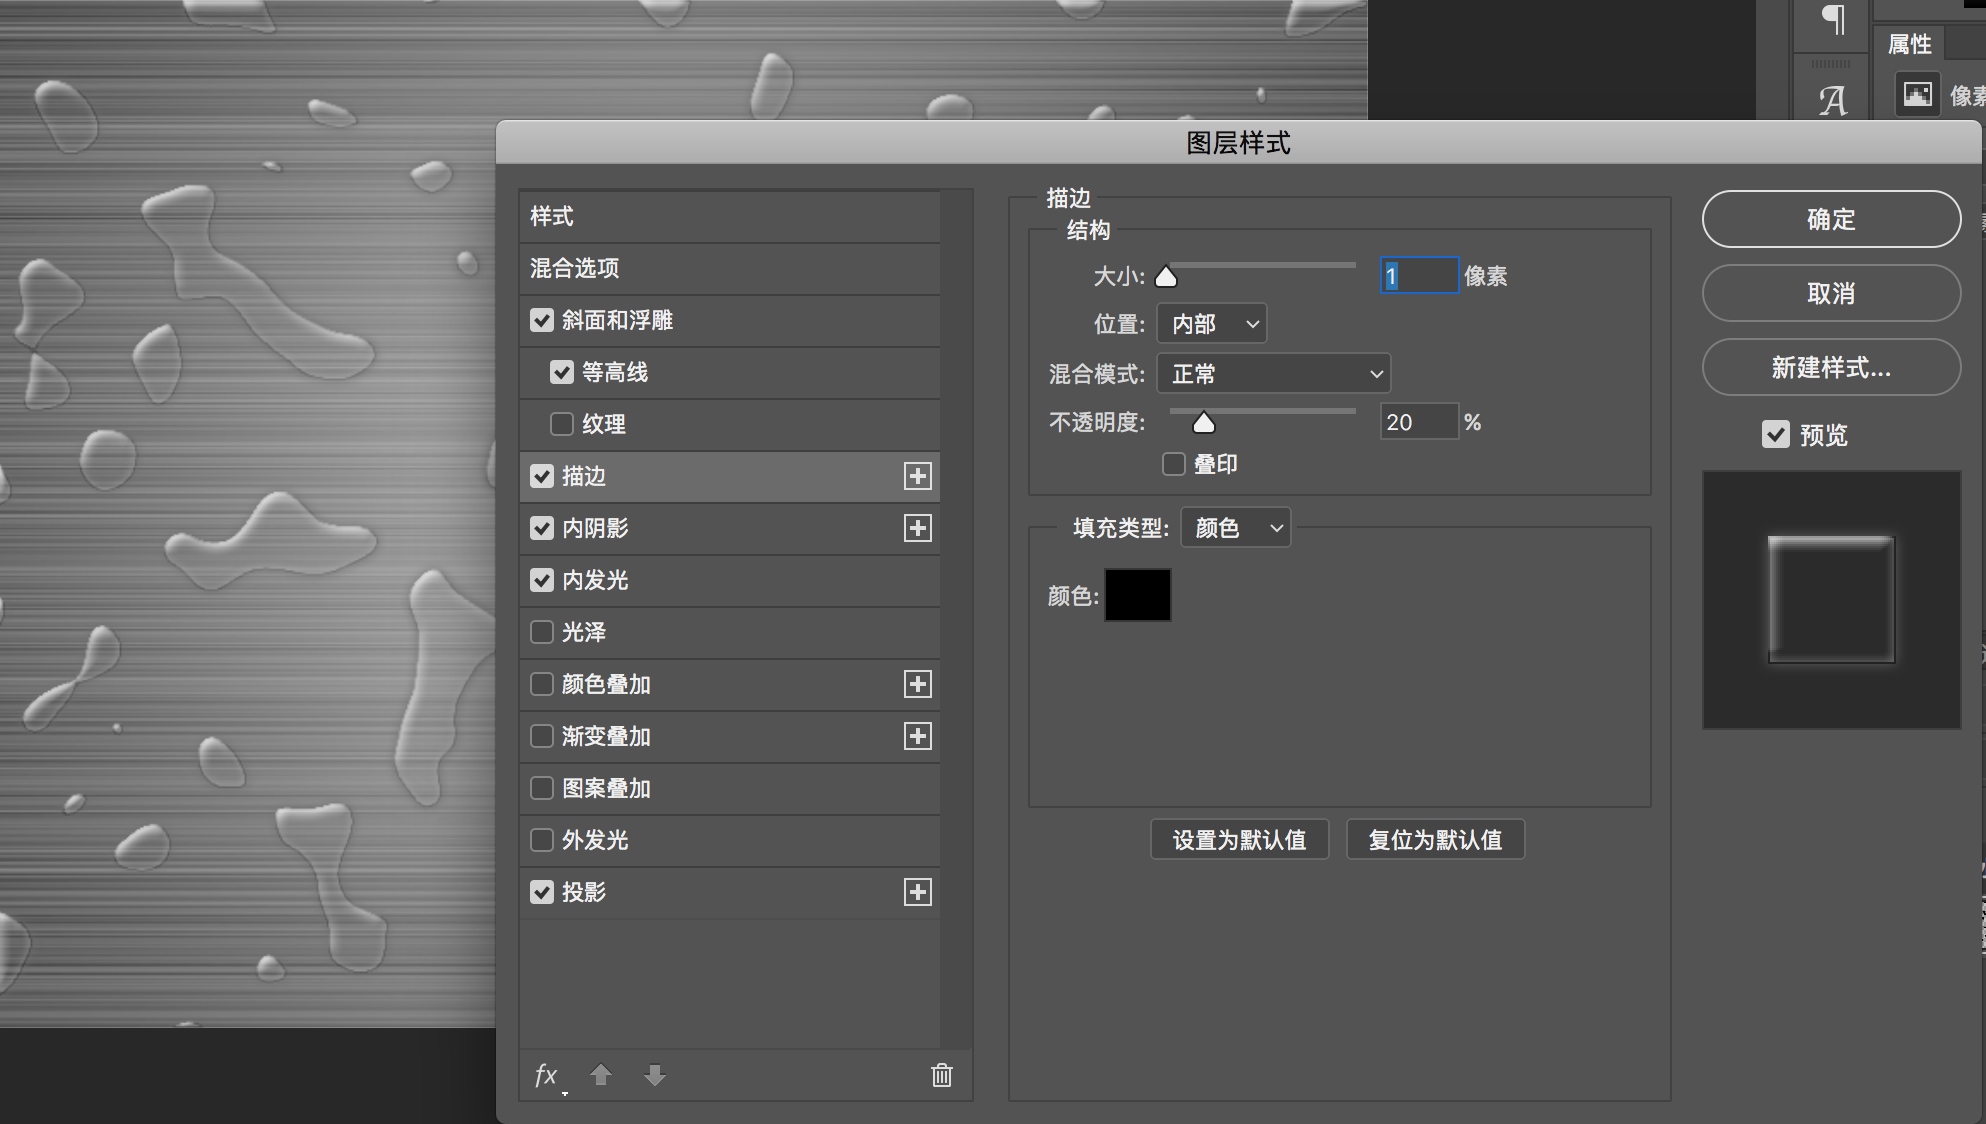 属性
像素
图层样式
样式
混合选项
斜面和浮雕
等高线
纹理
描边
内阴影
内发光
光泽
颜色叠加
渐变叠加
图案叠加
外发光
投影
fx
描边
结构
大小: 1 像素
位置: 内部
混合模式: 正常
不透明度: 20 %
叠印
填充类型: 颜色
颜色:
设置为默认值 复位为默认值
确定
取消
新建样式...
预览